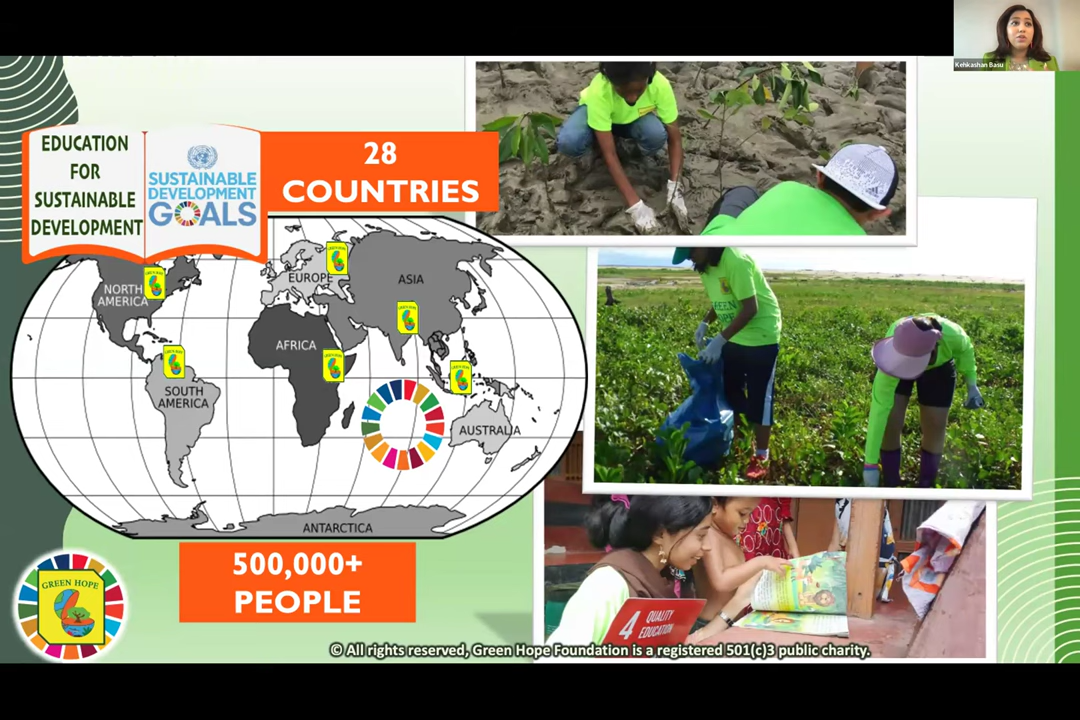 Kehkashan Basu
EDUCATION
FOR
SUSTAINABLE
DEVELOPMENT
SUSTAINABLE
DEVELOPMENT
GOALS
28
COUNTRIES
NORTH
AMERICA
EUROPE
ASIA
AFRICA
SOUTH
AMERICA
AUSTRALIA
ANTARCTICA
500,000+
PEOPLE
GREEN HOPE
4 QUALITY
EDUCATION
© All rights reserved, Green Hope Foundation is a registered 501(c)3 public charity.